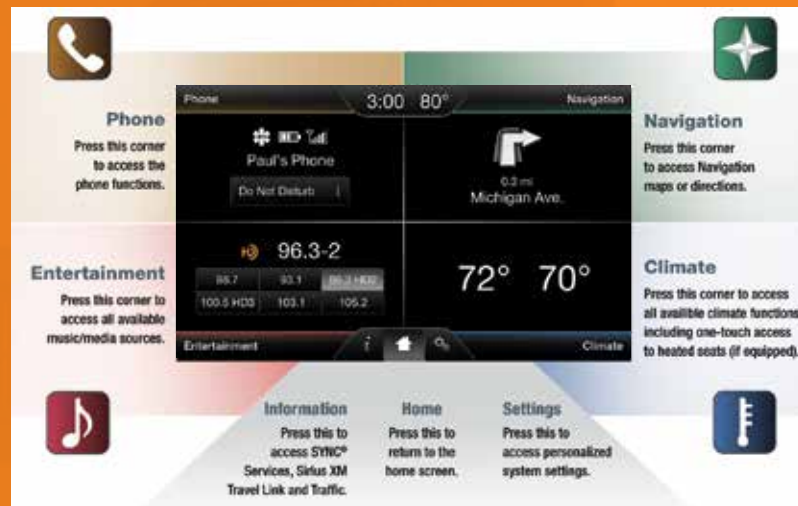 Phone
Press this corner
to access the
phone functions.
Navigation
Press this corner
to access Navigation
maps or directions.
Phone
3:00 80°
Navigation
Paul's Phone
Do Not Disturb
0.3 mi
Michigan Ave.
96.3-2
93.1
96.3 HD2
100.5 HD3 103.1 105.2
72° 70°
Entertainment
i
Climate
Entertainment
Press this corner to
access all available
music/media sources.
Climate
Press this corner to access
all availible climate functions
including one-touch access
to heated seats (if equipped).
Information
Press this to
access SYNC®
Services, Sirius XM
Travel Link and Traffic.
Home
Press this to
return to the
home screen.
Settings
Press this to
access personalized
system settings.